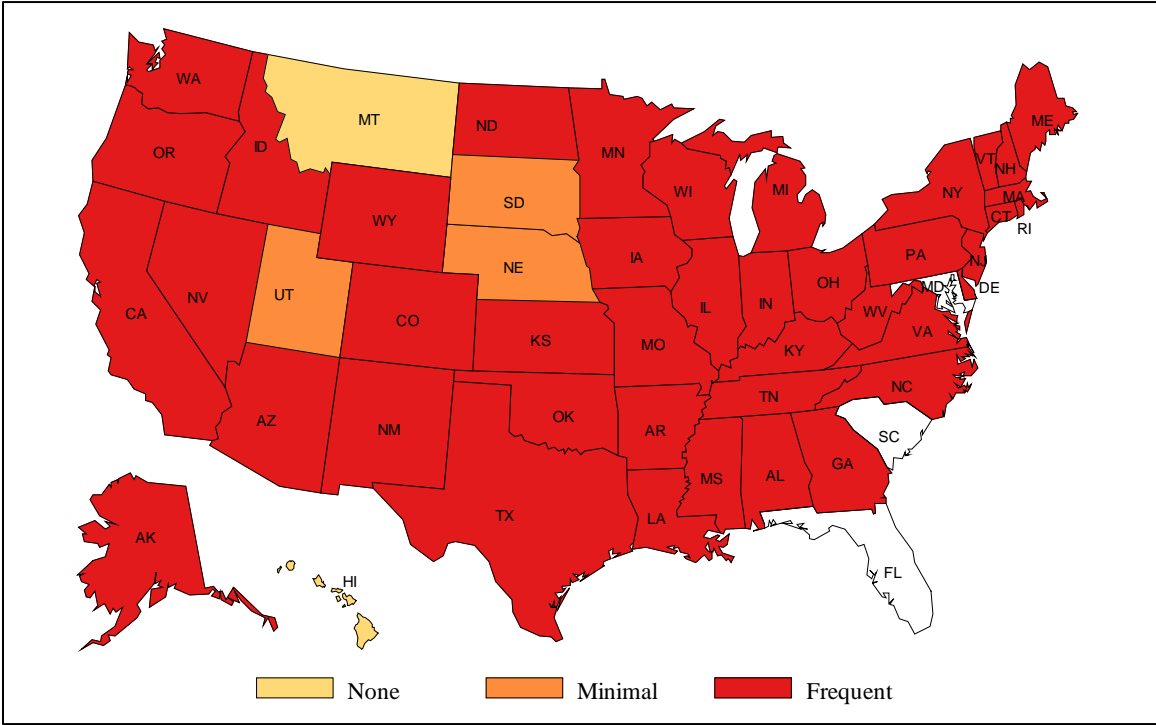 WA
MT
ND
ME
OR
ID
MN
VT
NH
SD
WI
MI
NY
MA
WY
CT
RI
NE
IA
PA
NJ
UT
OH
MD
DE
NV
CA
CO
IL
IN
WV
VA
KS
MO
KY
NC
AZ
NM
OK
AR
TN
SC
GA
MS
AL
TX
LA
AK
HI
FL
None
Minimal
Frequent